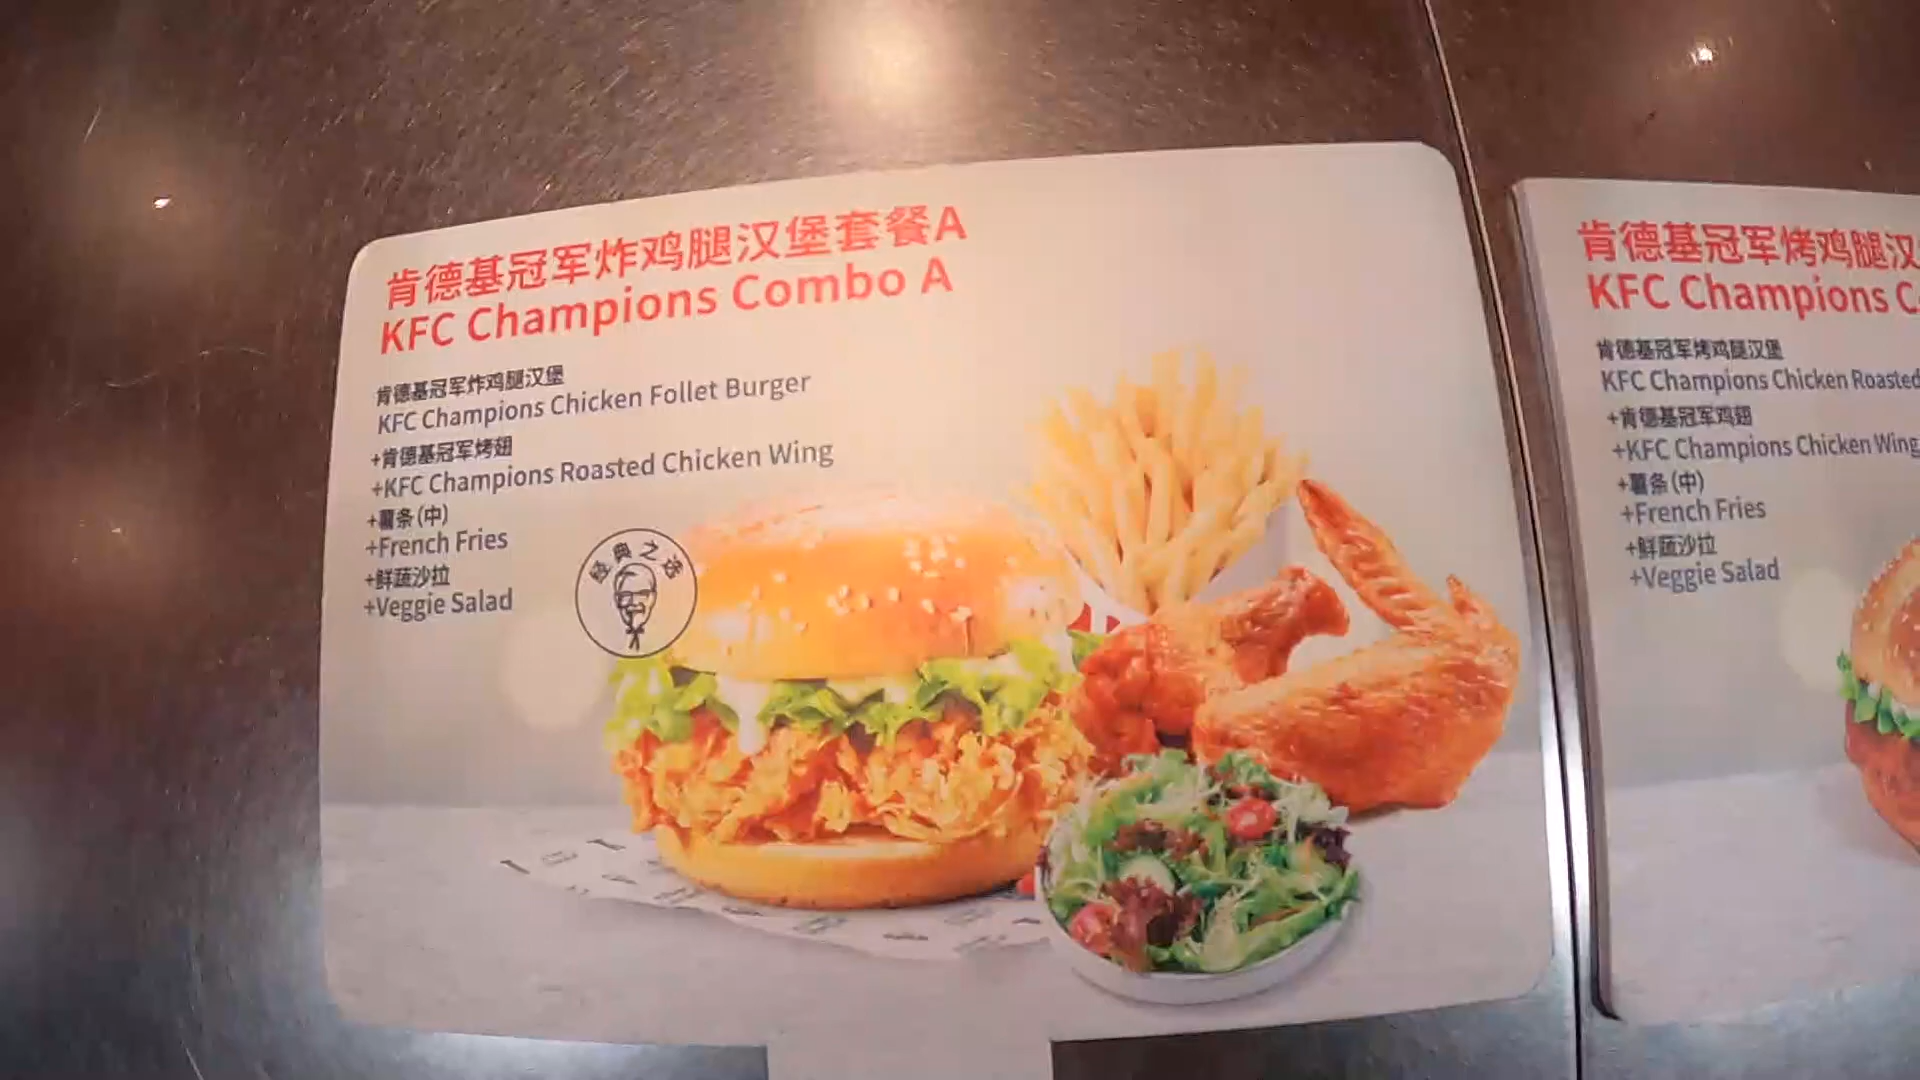 肯德基冠军炸鸡腿汉堡套餐A
KFC Champions Combo A
肯德基冠军炸鸡腿汉堡
KFC Champions Chicken Follet Burger
+肯德基冠军烤翅
+KFC Champions Roasted Chicken Wing
+薯条(中)
+French Fries
+鲜蔬沙拉
+Veggie Salad
经典之选
肯德基冠军烤鸡腿汉
KFC Champions C
肯德基冠军烤鸡腿汉堡
KFC Champions Chicken Roasted
+肯德基冠军鸡翅
+KFC Champions Chicken Wing
+薯条(中)
+French Fries
+鲜蔬沙拉
+Veggie Salad